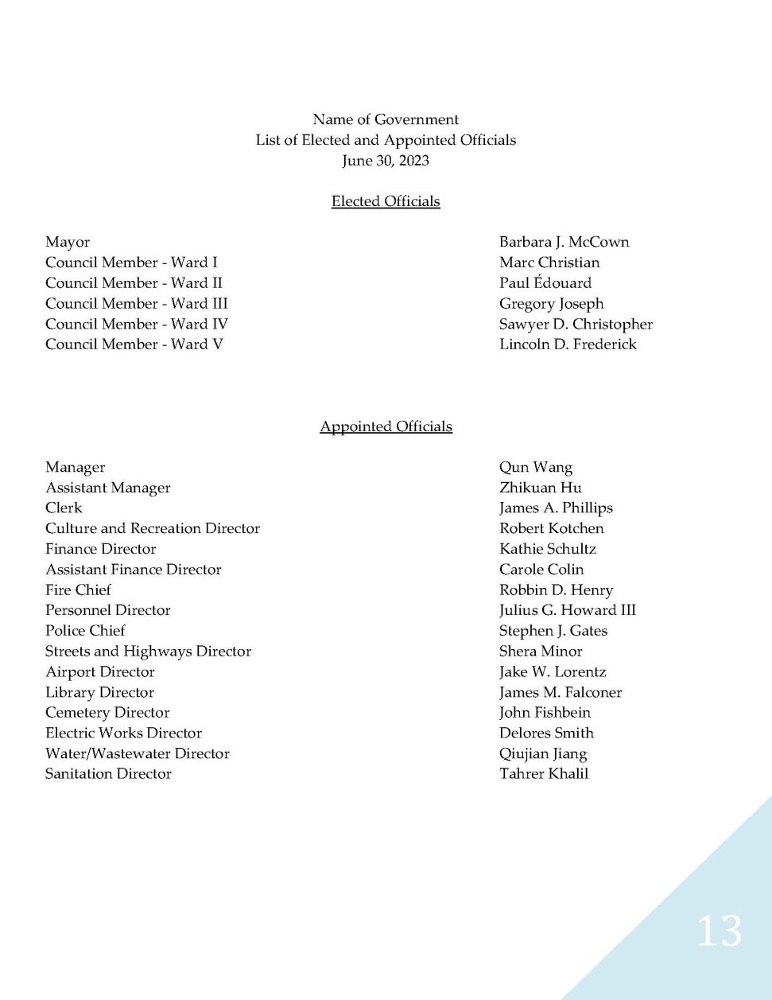 Name of Government
List of Elected and Appointed Officials
June 30, 2023
Elected Officials
Mayor Barbara J. McCown
Council Member - Ward I Marc Christian
Council Member - Ward II Paul Édouard
Council Member - Ward III Gregory Joseph
Council Member - Ward IV Sawyer D. Christopher
Council Member - Ward V Lincoln D. Frederick
Appointed Officials
Manager Qun Wang
Assistant Manager Zhikuan Hu
Clerk James A. Phillips
Culture and Recreation Director Robert Kotchen
Finance Director Kathie Schultz
Assistant Finance Director Carole Colin
Fire Chief Robbin D. Henry
Personnel Director Julius G. Howard III
Police Chief Stephen J. Gates
Streets and Highways Director Shera Minor
Airport Director Jake W. Lorentz
Library Director James M. Falconer
Cemetery Director John Fishbein
Electric Works Director Delores Smith
Water/Wastewater Director Qiujian Jiang
Sanitation Director Tahrer Khalil
13